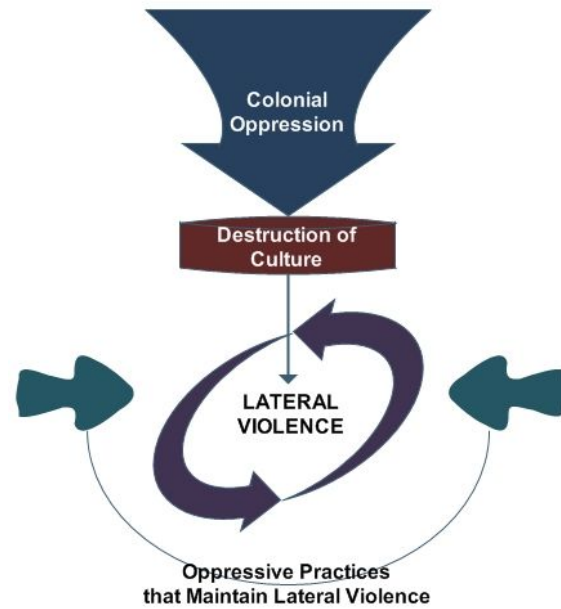 Colonial
Oppression
Destruction of
Culture
LATERAL
VIOLENCE
Oppressive Practices
that Maintain Lateral Violence